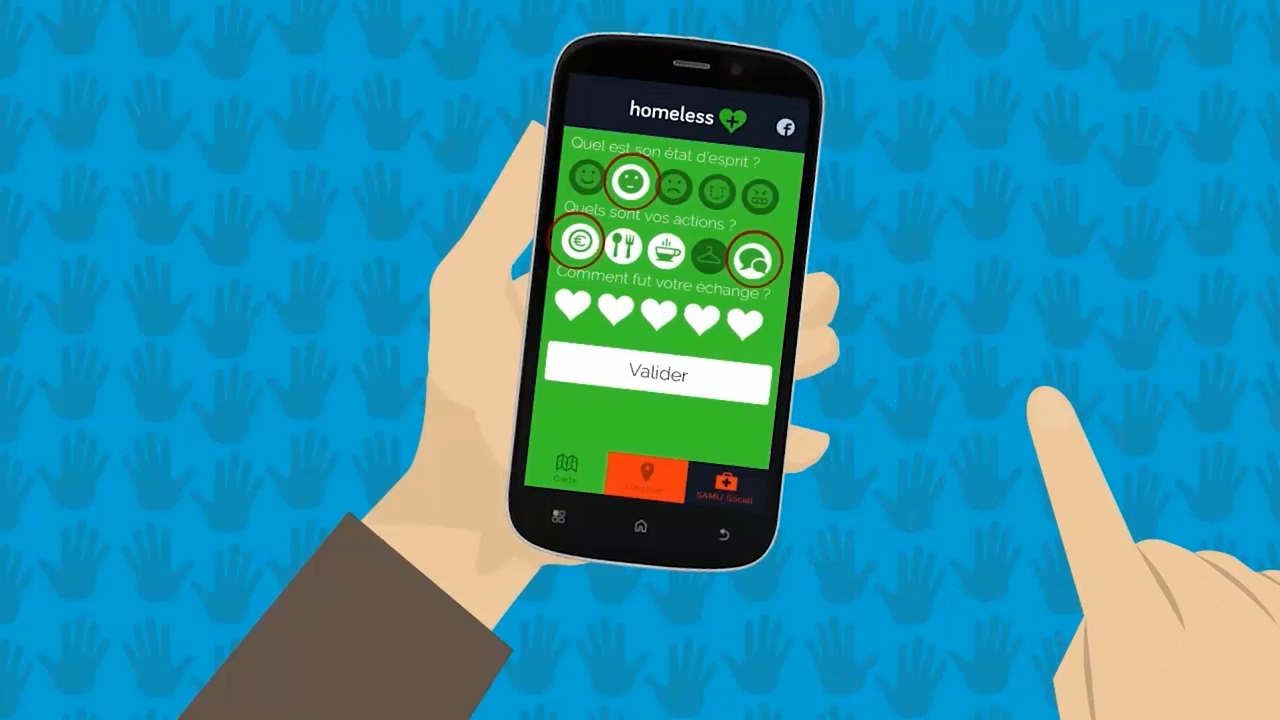 homeless
Quel est son état d'esprit ?
Quels sont vos actions ?
Comment fut votre échange ?
Valider
Carte
SAMU Social